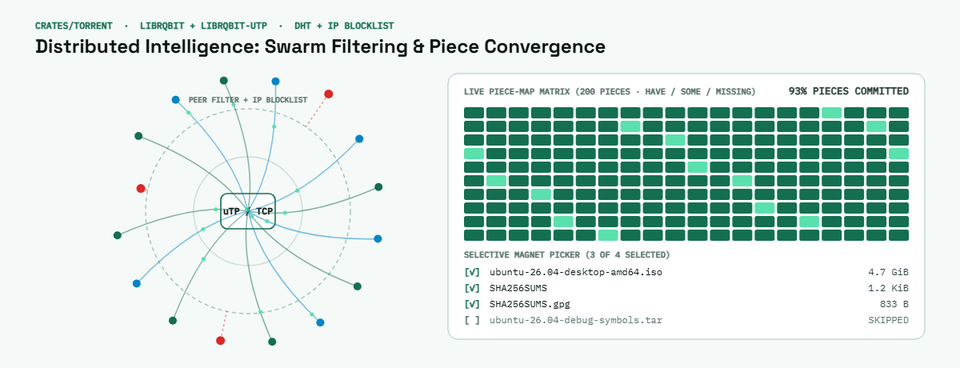 CRATES/TORRENT · LIBRQBIT + LIBRQBIT-UTP · DHT + IP BLOCKLIST
Distributed Intelligence: Swarm Filtering & Piece Convergence
PEER FILTER + IP BLOCKLIST
uTP / TCP
LIVE PIECE-MAP MATRIX (200 PIECES · HAVE / SOME / MISSING) 93% PIECES COMMITTED
SELECTIVE MAGNET PICKER (3 OF 4 SELECTED)
[√] ubuntu-26.04-desktop-amd64.iso 4.7 GiB
[√] SHA256SUMS 1.2 KiB
[√] SHA256SUMS.gpg 833 B
[ ] ubuntu-26.04-debug-symbols.tar SKIPPED